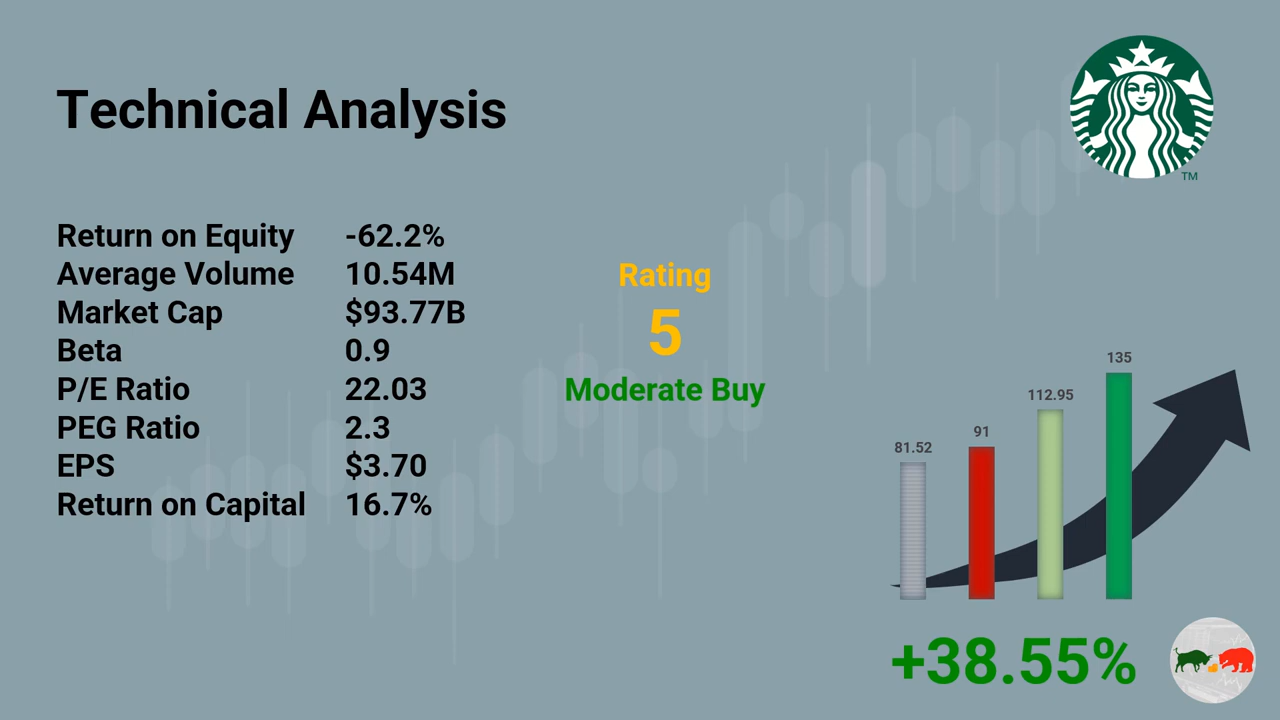 Technical Analysis
Return on Equity -62.2%
Average Volume 10.54M
Market Cap $93.77B
Beta 0.9
P/E Ratio 22.03
PEG Ratio 2.3
EPS $3.70
Return on Capital 16.7%
Rating
5
Moderate Buy
81.52
91
112.95
135
+38.55%
TM